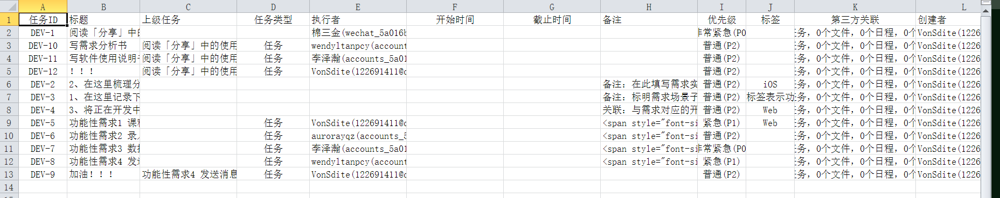 A B C D E F G H I J K L
1 任务ID 标题 上级任务 任务类型 执行者 开始时间 截止时间 备注 优先级 标签 第三方关联 创建者
2 DEV-1 阅读「分享」中的 棉三金(wechat_5a016b 非常紧急(P0 任务，0个文件，0个日程，0个 VonSdite(1226
3 DEV-10 写需求分析书 阅读「分享」中的使用 任务 wendyltanpcy(account 普通(P2) 任务，0个文件，0个日程，0个 VonSdite(1226
4 DEV-11 写软件使用说明书 阅读「分享」中的使用 任务 李泽瀚(accounts_5a01 普通(P2) 任务，0个文件，0个日程，0个 VonSdite(1226
5 DEV-12 ！！！ 阅读「分享」中的使用 任务 VonSdite(122691411@q 普通(P2) 任务，0个文件，0个日程，0个 VonSdite(1226
6 DEV-2 2、在这里梳理分 备注：在此填写需求实 普通(P2) iOS 任务，0个文件，0个日程，0个 VonSdite(1226
7 DEV-3 1、在这里记录下 备注：标明需求场景子 普通(P2) 标签表示功 任务，0个文件，0个日程，0个 VonSdite(1226
8 DEV-4 3、将正在开发中 关联：与需求对应的开 普通(P2) Web 任务，0个文件，0个日程，0个 VonSdite(1226
9 DEV-5 功能性需求1 课程 任务 VonSdite(122691411@q <span style="font-si 紧急(P1) Web 任务，0个文件，0个日程，0个 VonSdite(1226
10 DEV-6 功能性需求2 录入 任务 aurorayqz(accounts_5 <span style="font-si 普通(P2) 任务，0个文件，0个日程，0个 VonSdite(1226
11 DEV-7 功能性需求3 数据 任务 李泽瀚(accounts_5a01 <span style="font-si 非常紧急(P0 任务，0个文件，0个日程，0个 VonSdite(1226
12 DEV-8 功能性需求4 发送 任务 wendyltanpcy(account <span style="font-si 紧急(P1) 任务，0个文件，0个日程，0个 VonSdite(1226
13 DEV-9 加油！！！ 功能性需求4 发送消息 任务 VonSdite(122691411@q 普通(P2) 任务，0个文件，0个日程，0个 VonSdite(1226
14